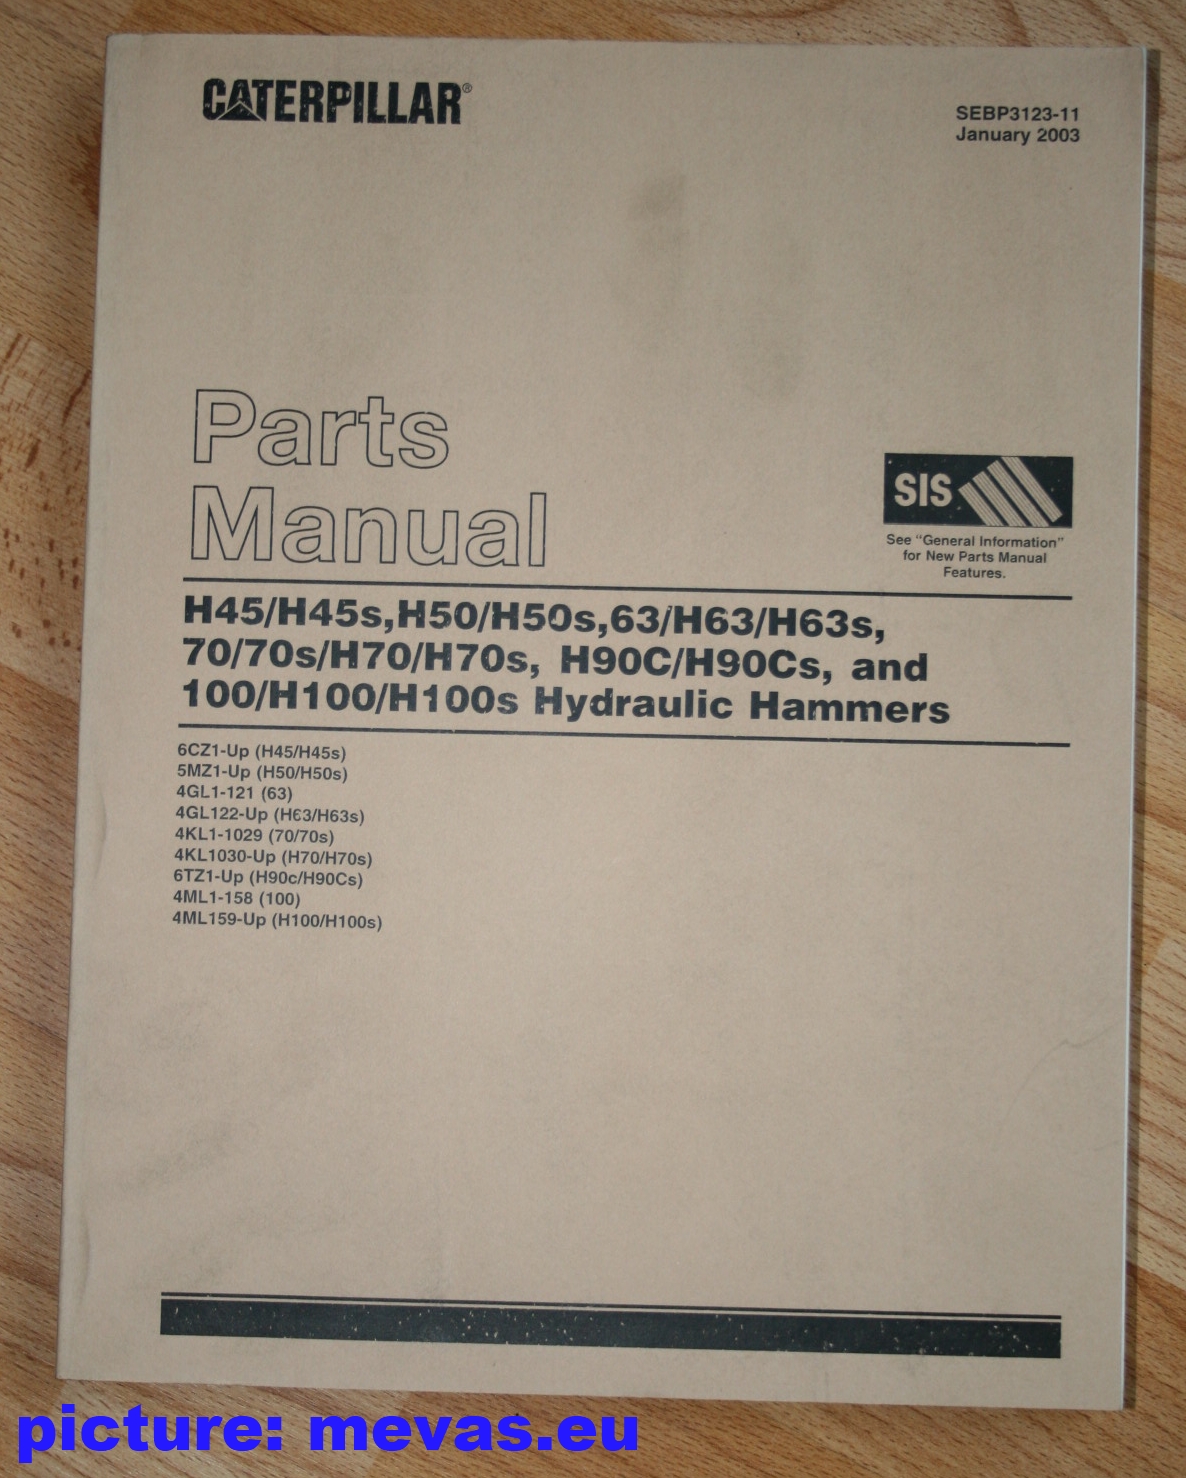 CATERPILLAR®
SEBP3123-11
January 2003
Parts
Manual
SIS
See "General Information"
for New Parts Manual
Features.
H45/H45s,H50/H50s,63/H63/H63s,
70/70s/H70/H70s, H90C/H90Cs, and
100/H100/H100s Hydraulic Hammers
6CZ1-Up (H45/H45s)
5MZ1-Up (H50/H50s)
4GL1-121 (63)
4GL122-Up (H63/H63s)
4KL1-1029 (70/70s)
4KL1030-Up (H70/H70s)
6TZ1-Up (H90c/H90Cs)
4ML1-158 (100)
4ML159-Up (H100/H100s)
picture: mevas.eu